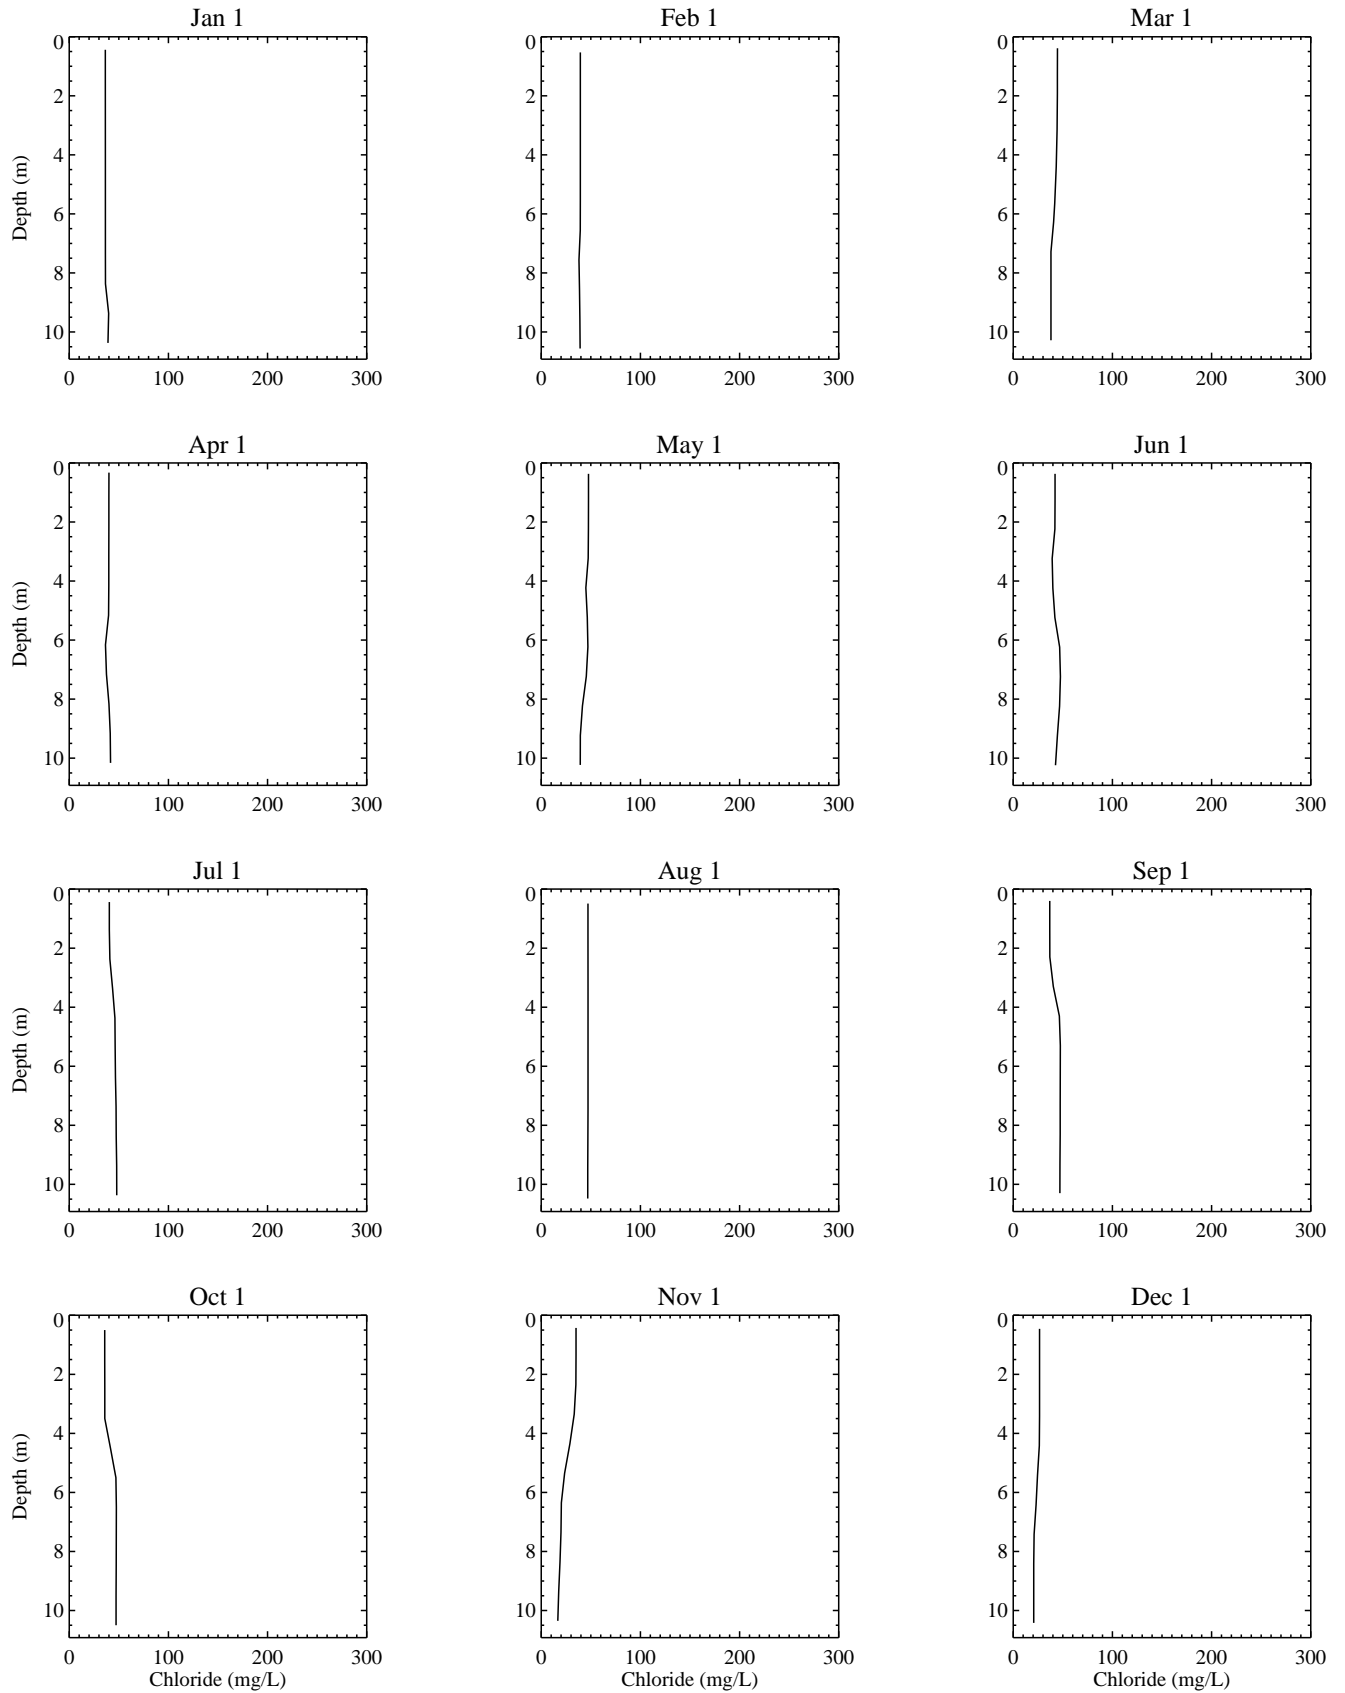 Jan 1
Feb 1
Mar 1
0 0 0
2 2 2
4 4 4
Depth (m)
6 6 6
8 8 8
10 10 10
0 100 200 300 0 100 200 300 0 100 200 300
Apr 1
May 1
Jun 1
0 0 0
2 2 2
4 4 4
Depth (m)
6 6 6
8 8 8
10 10 10
0 100 200 300 0 100 200 300 0 100 200 300
Jul 1
Aug 1
Sep 1
0 0 0
2 2 2
4 4 4
Depth (m)
6 6 6
8 8 8
10 10 10
0 100 200 300 0 100 200 300 0 100 200 300
Oct 1
Nov 1
Dec 1
0 0 0
2 2 2
4 4 4
Depth (m)
6 6 6
8 8 8
10 10 10
0 100 200 300 0 100 200 300 0 100 200 300
Chloride (mg/L)
Chloride (mg/L)
Chloride (mg/L)